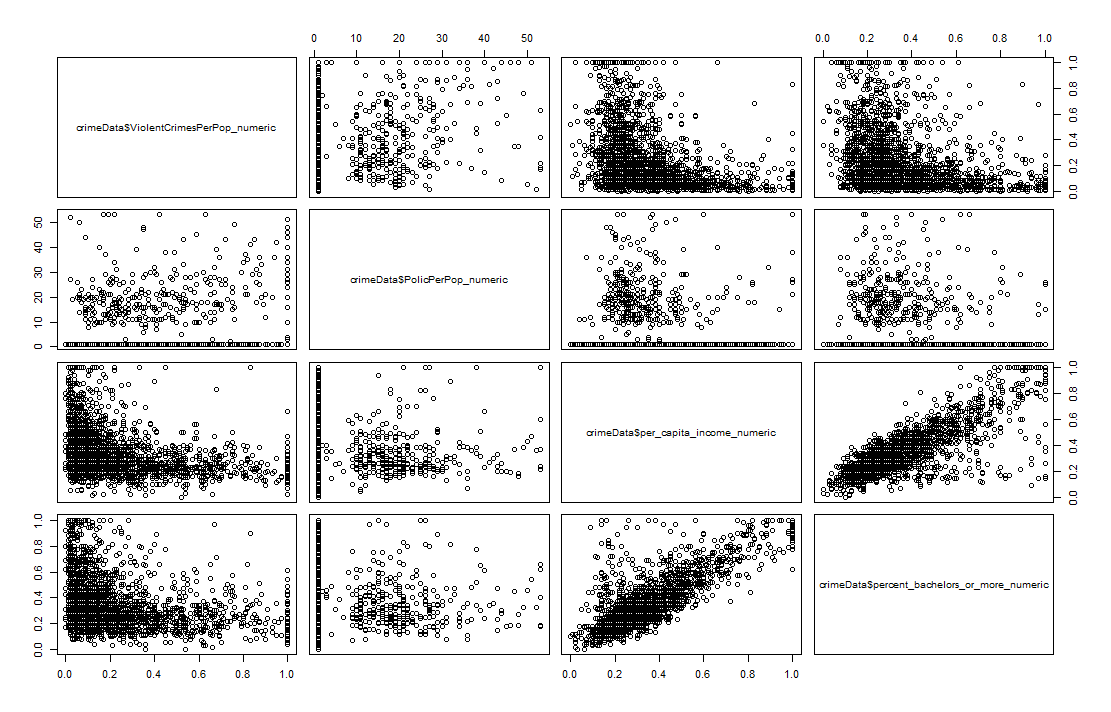 0 10 20 30 40 50
0.0 0.2 0.4 0.6 0.8 1.0
crimeData$ViolentCrimesPerPop_numeric
0.0 0.2 0.4 0.6 0.8 1.0
0 10 20 30 40 50
crimeData$PolicPerPop_numeric
crimeData$per_capita_income_numeric
0.0 0.2 0.4 0.6 0.8 1.0
0.0 0.2 0.4 0.6 0.8 1.0
crimeData$percent_bachelors_or_more_numeric
0.0 0.2 0.4 0.6 0.8 1.0
0.0 0.2 0.4 0.6 0.8 1.0